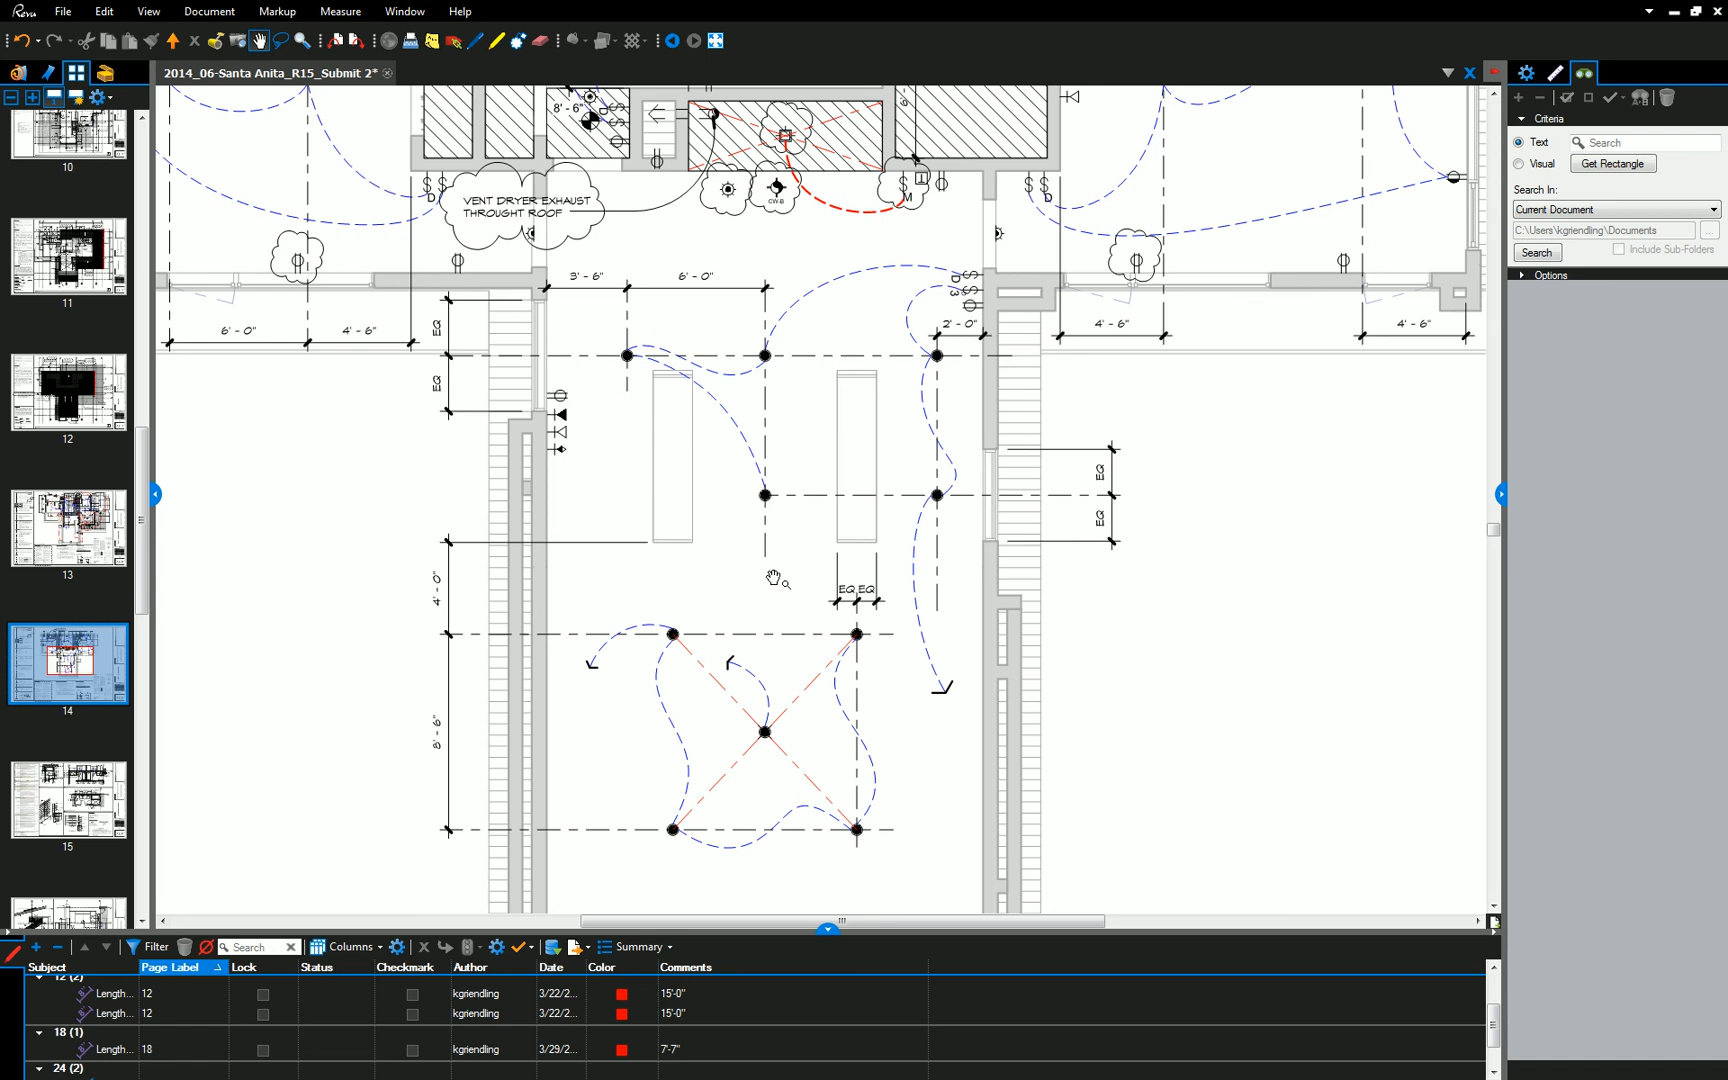 Revu File Edit View Document Markup Measure Window Help
2014_06-Santa Anita_R15_Submit 2*
10
11
12
13
14
15
8' - 6"
VENT DRYER EXHAUST
THROUGHT ROOF
CW-B
S S
D
S
M
S S
D
S
D
S
3
3' - 6"
6' - 0"
2' - 0"
6' - 0"
4' - 6"
4' - 6"
4' - 6"
EQ
EQ
EQ
EQ
EQ EQ
4' - 0"
8' - 6"
Criteria
Text
Search
Visual
Get Rectangle
Search In:
Current Document
C:\Users\kgriendling\Documents
...
Search
Include Sub-Folders
Options
Filter
Search
Columns
Summary
Subject Page Label Lock Status Checkmark Author Date Color Comments
12 (2)
Length... 12 kgriendling 3/22/2... 15'-0"
Length... 12 kgriendling 3/22/2... 15'-0"
18 (1)
Length... 18 kgriendling 3/29/2... 7'-7"
24 (2)